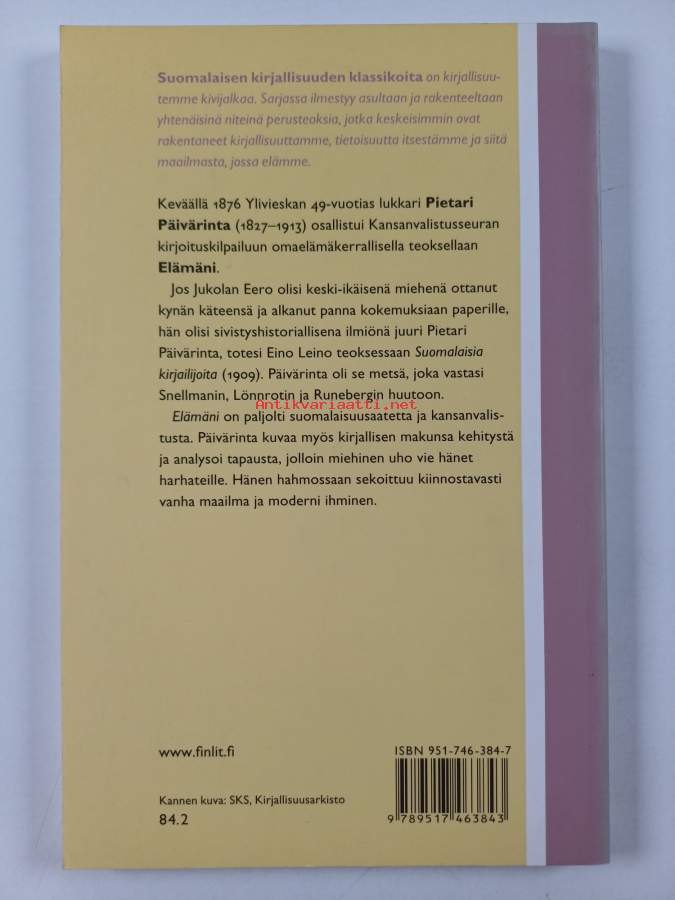 Suomalaisen kirjallisuuden klassikoita on kirjallisuu-
temme kivijalkaa. Sarjassa ilmestyy asultaan ja rakenteeltaan
yhtenäisinä niteinä perusteoksia, jotka keskeisimmin ovat
rakentaneet kirjallisuuttamme, tietoisuutta itsestämme ja siitä
maailmasta, jossa elämme.
Keväällä 1876 Ylivieskan 49-vuotias lukkari Pietari
Päivärinta (1827–1913) osallistui Kansanvalistusseuran
kirjoituskilpailuun omaelämäkerrallisella teoksellaan
Elämäni.
Jos Jukolan Eero olisi keski-ikäisenä miehenä ottanut
kynän käteensä ja alkanut panna kokemuksiaan paperille,
hän olisi sivistyshistoriallisena ilmiönä juuri Pietari
Päivärinta, totesi Eino Leino teoksessaan Suomalaisia
kirjailijoita (1909). Päivärinta oli se metsä, joka vastasi
Snellmanin, Lönnrotin ja Runebergin huutoon.
Antikvariaatti.net
Elämäni on paljolti suomalaisuusaatetta ja kansanvalis-
tusta. Päivärinta kuvaa myös kirjallisen makunsa kehitystä
ja analysoi tapausta, jolloin miehinen uho vie hänet
harhateille. Hänen hahmossaan sekoittuu kiinnostavasti
vanha maailma ja moderni ihminen.
www.finlit.fi
ISBN 951-746-384-7
Kannen kuva: SKS, Kirjallisuusarkisto
84.2
9 789517 463843